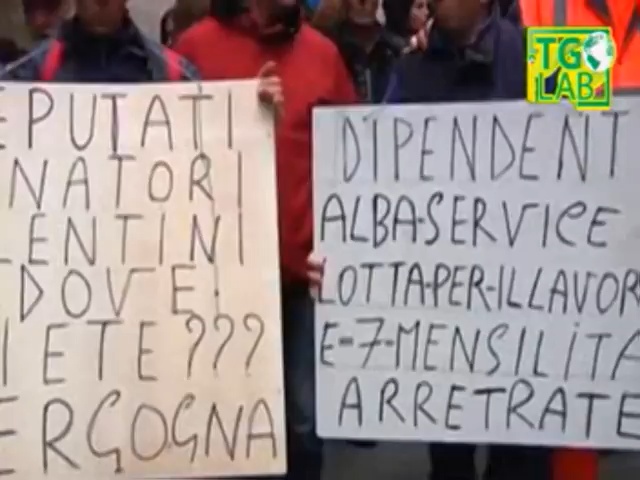 TG
LAB
EPUTATI
NATORI
LENTINI
DOVE
IETE???
ERGOGNA
DIPENDENT
ALBA-SERVICE
LOTTA-PER-IL LAVOR
E-7-MENSILITA
ARRETRATE